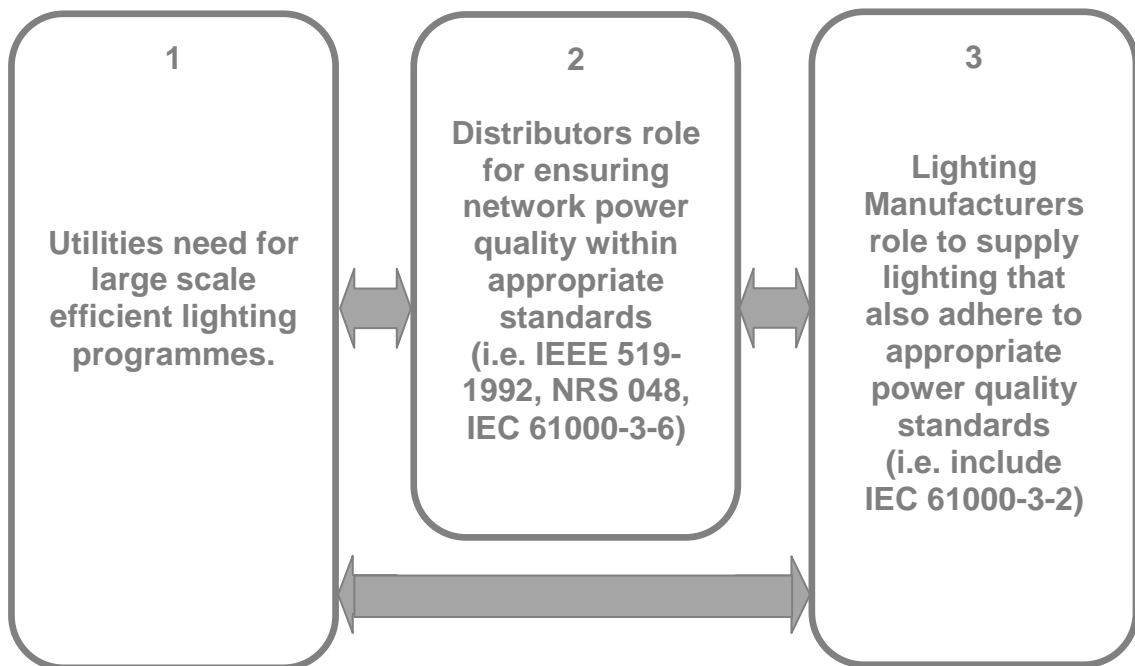 1
Utilities need for
large scale
efficient lighting
programmes.
2
Distributors role
for ensuring
network power
quality within
appropriate
standards
(i.e. IEEE 519-
1992, NRS 048,
IEC 61000-3-6)
3
Lighting
Manufacturers
role to supply
lighting that
also adhere to
appropriate
power quality
standards
(i.e. include
IEC 61000-3-2)